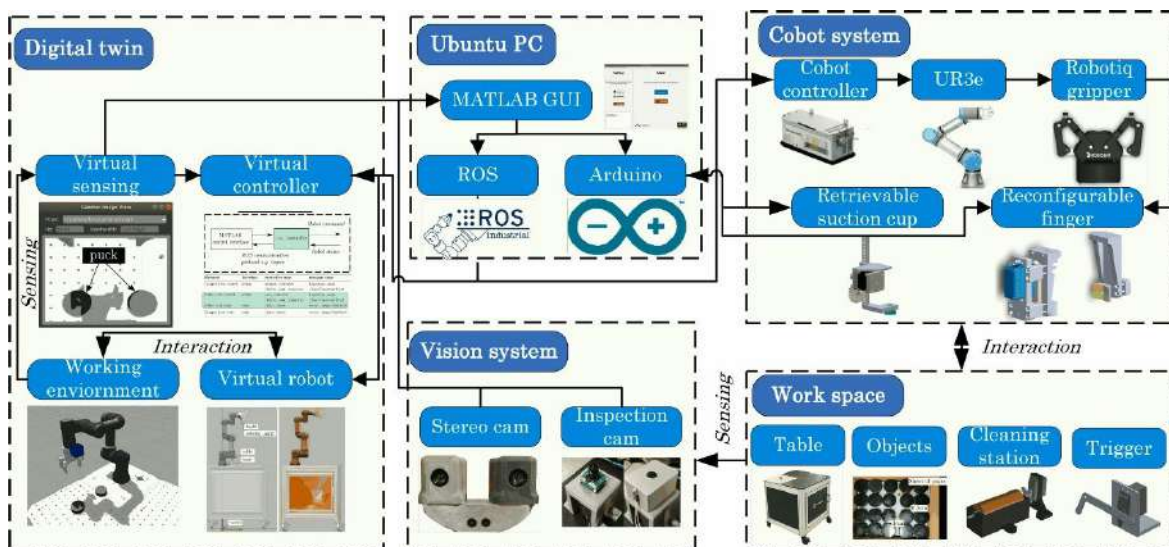 Digital twin
Virtual
sensing
Virtual
controller
puck
MATLAB
Sensing
Interaction
Working
enviornment
Virtual robot
Ubuntu PC
MATLAB GUI
ROS
Arduino
ROS
Industrial
Vision system
Stereo cam
Inspection
cam
Cobot system
Cobot
controller
UR3e
Robotiq
gripper
Retrievable
suction cup
Reconfigurable
finger
Interaction
Sensing
Work space
Table
Objects
Cleaning
station
Trigger